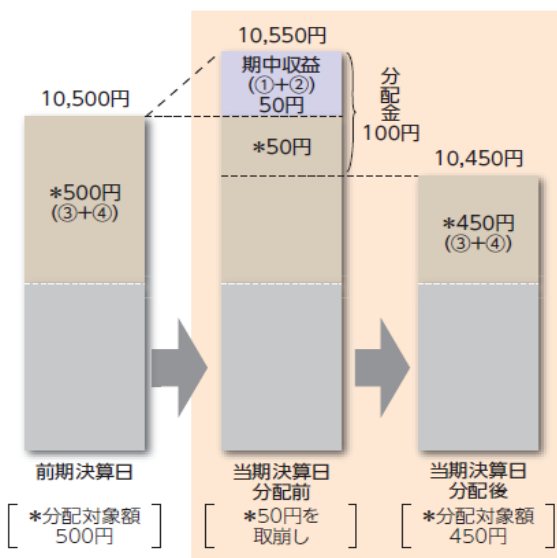 10,500円
*500円
(③+④)
前期決算日
*分配対象額
500円
10,550円
期中収益
(①+②)
50円
*50円
分配金
100円
当期決算日
分配前
*50円を
取崩し
10,450円
*450円
(③+④)
当期決算日
分配後
*分配対象額
450円